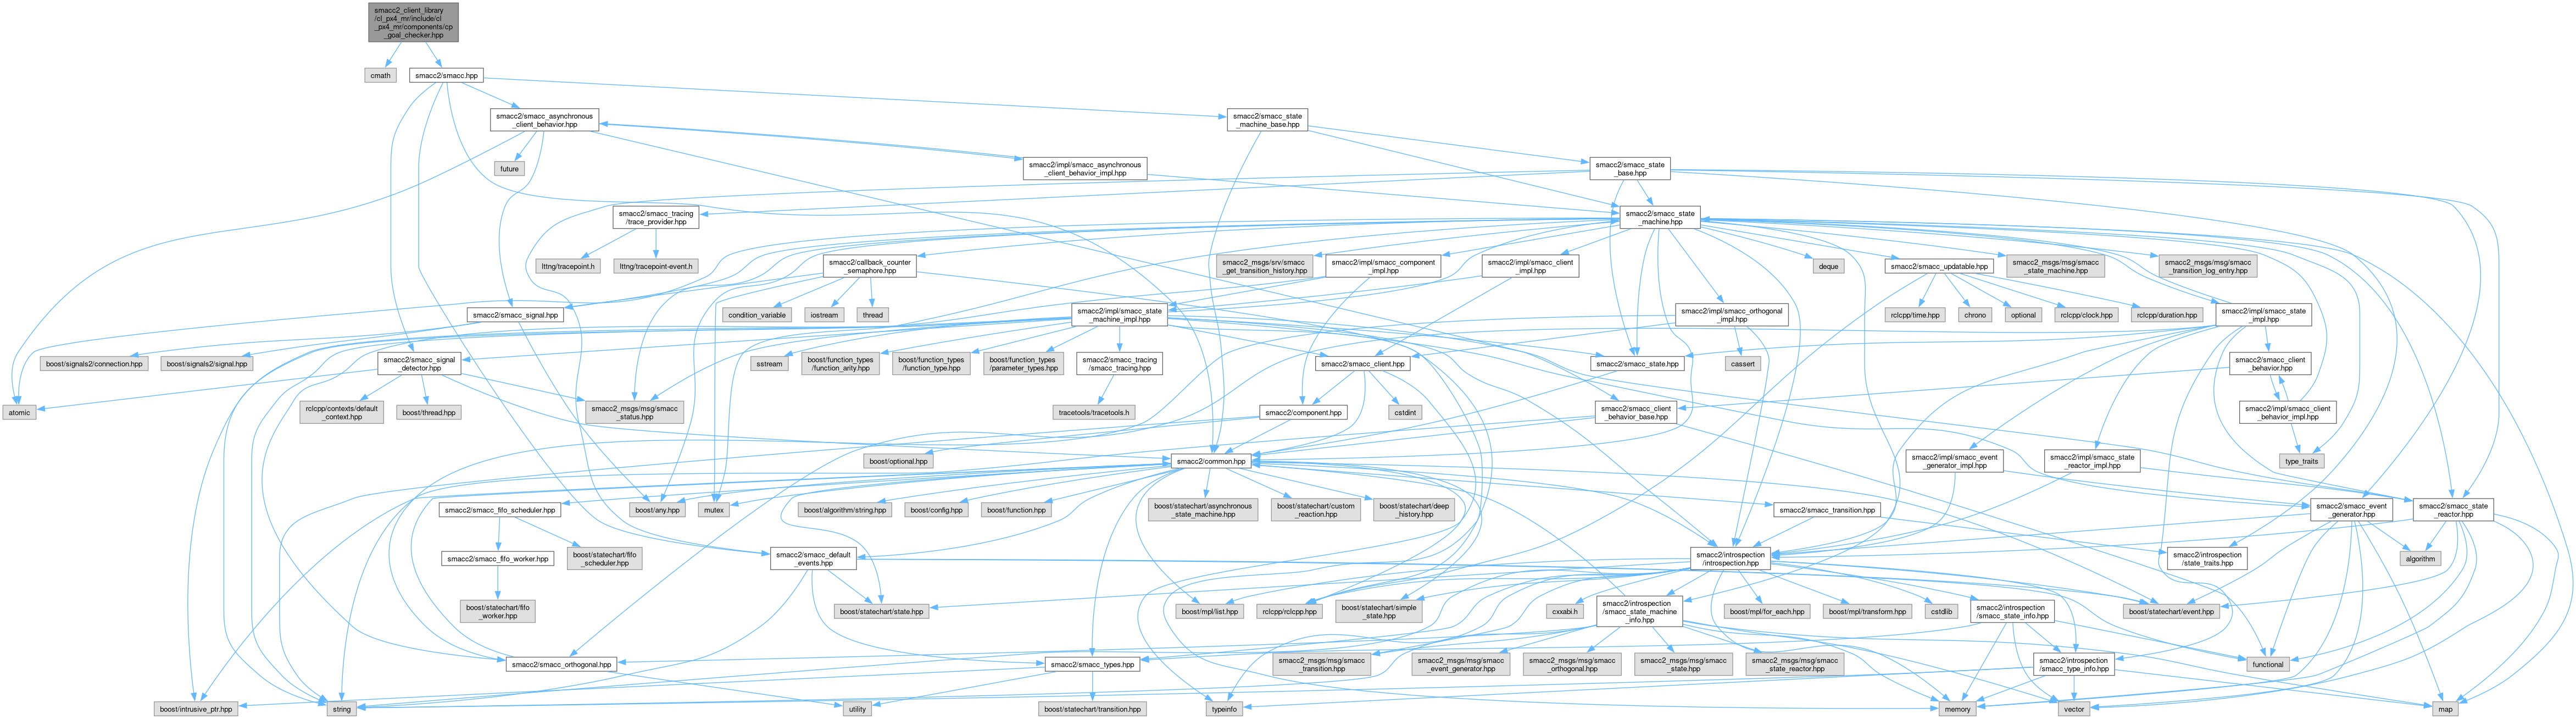 smacc2_client_library
/cl_px4_mr/include/cl
_px4_mr/components/cp
_goal_checker.hpp
cmath
smacc2/smacc.hpp
smacc2/smacc_asynchronous
_client_behavior.hpp
smacc2/smacc_state
_machine_base.hpp
future
smacc2/impl/smacc_asynchronous
_client_behavior_impl.hpp
smacc2/smacc_state
_base.hpp
smacc2/smacc_tracing
/trace_provider.hpp
smacc2/smacc_state
_machine.hpp
lttng/tracepoint.h
lttng/tracepoint-event.h
smacc2/callback_counter
_semaphore.hpp
smacc2_msgs/srv/smacc
_get_transition_history.hpp
smacc2/impl/smacc_component
_impl.hpp
smacc2/impl/smacc_client
_impl.hpp
deque
smacc2/smacc_updatable.hpp
smacc2_msgs/msg/smacc
_state_machine.hpp
smacc2_msgs/msg/smacc
_transition_log_entry.hpp
smacc2/smacc_signal.hpp
condition_variable
iostream
thread
smacc2/impl/smacc_state
_machine_impl.hpp
smacc2/impl/smacc_orthogonal
_impl.hpp
rclcpp/time.hpp
chrono
optional
rclcpp/clock.hpp
rclcpp/duration.hpp
smacc2/impl/smacc_state
_impl.hpp
boost/signals2/connection.hpp
boost/signals2/signal.hpp
smacc2/smacc_signal
_detector.hpp
sstream
boost/function_types
/function_arity.hpp
boost/function_types
/function_type.hpp
boost/function_types
/parameter_types.hpp
smacc2/smacc_tracing
/smacc_tracing.hpp
smacc2/smacc_client.hpp
smacc2/smacc_state.hpp
cassert
smacc2/smacc_client
_behavior.hpp
atomic
rclcpp/contexts/default
_context.hpp
boost/thread.hpp
smacc2_msgs/msg/smacc
_status.hpp
tracetools/tracetools.h
smacc2/component.hpp
cstdint
smacc2/smacc_client
_behavior_base.hpp
smacc2/impl/smacc_client
_behavior_impl.hpp
boost/optional.hpp
smacc2/common.hpp
smacc2/impl/smacc_event
_generator_impl.hpp
smacc2/impl/smacc_state
_reactor_impl.hpp
type_traits
smacc2/smacc_fifo_scheduler.hpp
boost/any.hpp
mutex
boost/algorithm/string.hpp
boost/config.hpp
boost/function.hpp
boost/statechart/asynchronous
_state_machine.hpp
boost/statechart/custom
_reaction.hpp
boost/statechart/deep
_history.hpp
smacc2/smacc_transition.hpp
smacc2/smacc_event
_generator.hpp
smacc2/smacc_state
_reactor.hpp
smacc2/smacc_fifo_worker.hpp
boost/statechart/fifo
_scheduler.hpp
smacc2/smacc_default
_events.hpp
smacc2/introspection
/introspection.hpp
smacc2/introspection
/state_traits.hpp
algorithm
boost/statechart/fifo
_worker.hpp
boost/statechart/state.hpp
boost/mpl/list.hpp
rclcpp/rclcpp.hpp
boost/statechart/simple
_state.hpp
cxxabi.h
smacc2/introspection
/smacc_state_machine
_info.hpp
boost/mpl/for_each.hpp
boost/mpl/transform.hpp
cstdlib
smacc2/introspection
/smacc_state_info.hpp
boost/statechart/event.hpp
smacc2/smacc_orthogonal.hpp
smacc2/smacc_types.hpp
smacc2_msgs/msg/smacc
_transition.hpp
smacc2_msgs/msg/smacc
_event_generator.hpp
smacc2_msgs/msg/smacc
_orthogonal.hpp
smacc2_msgs/msg/smacc
_state.hpp
smacc2_msgs/msg/smacc
_state_reactor.hpp
smacc2/introspection
/smacc_type_info.hpp
functional
boost/intrusive_ptr.hpp
string
utility
boost/statechart/transition.hpp
typeinfo
memory
vector
map